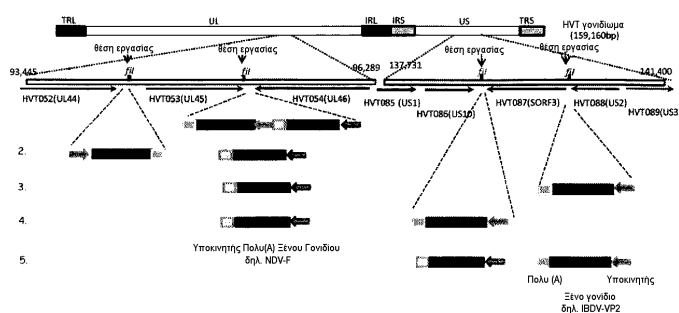 TRL UL IRL IRS US TRS HVT γονιδίωμα
(159,160bp)
θέση εργασίας θέση εργασίας θέση εργασίας θέση εργασίας
93,445 96,289 137,731 141,400
HVT052(UL44) HVT053(UL45) HVT054(UL46) HVT085 (US1) HVT086(US10) HVT087(SORF3) HVT088(US2) HVT089(US3
2.
3.
4.
Υποκινητής Πολυ(Α) Ξένου Γονιδίου
δηλ. NDV-F
5.
Πολυ (Α) Υποκινητής
Ξένο γονίδιο
δηλ. IBDV-VP2